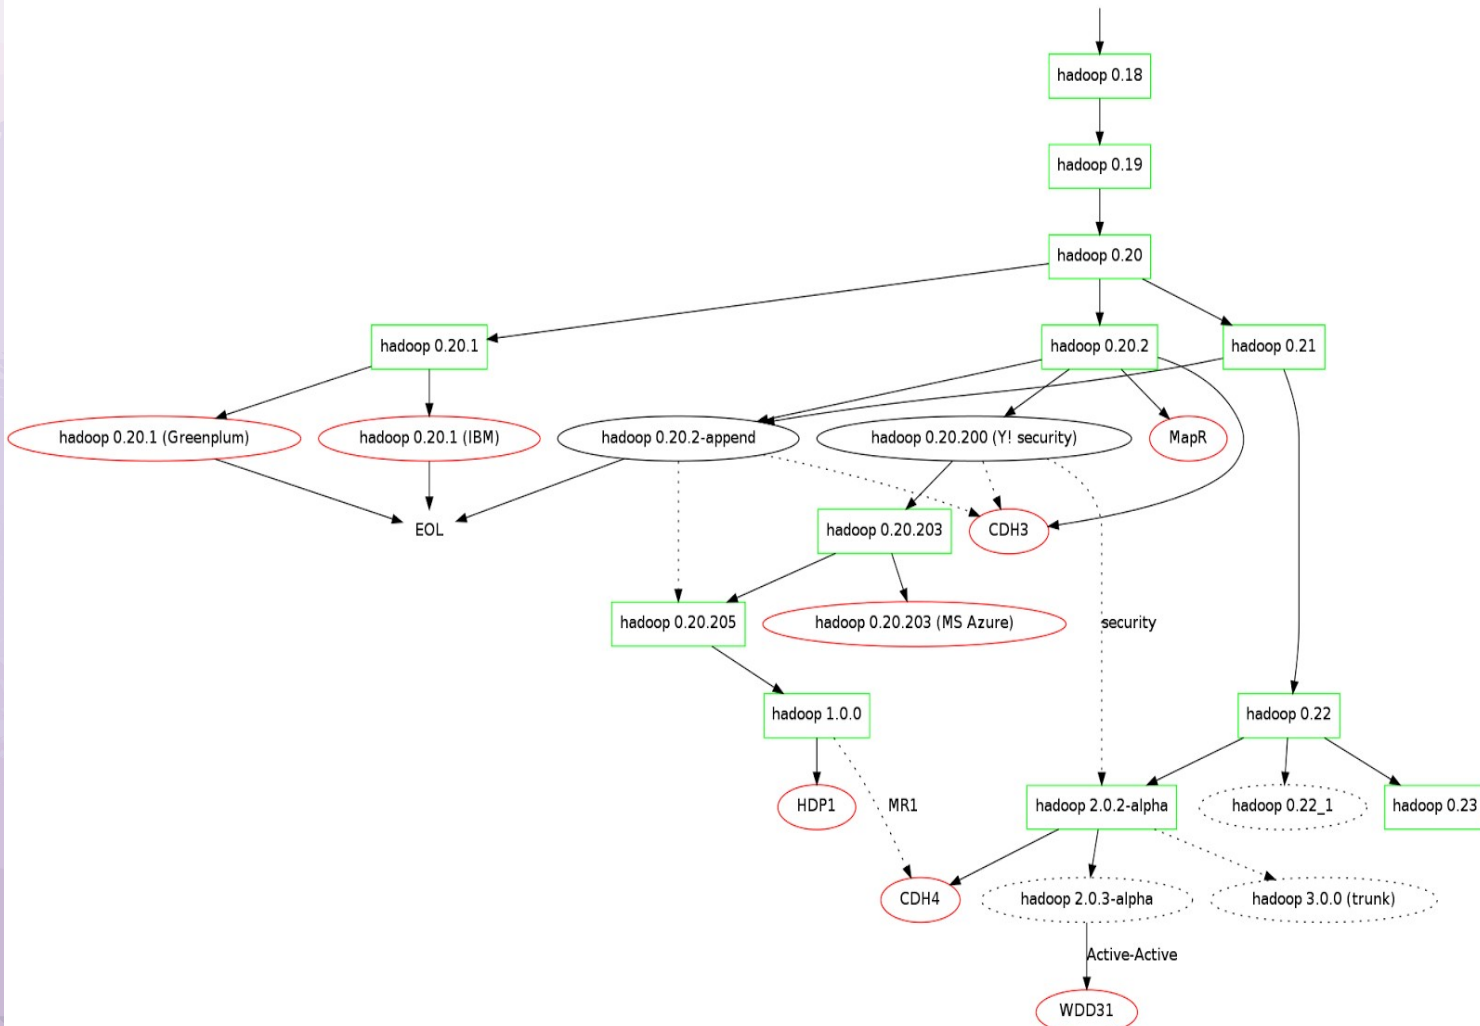 hadoop 0.18
hadoop 0.19
hadoop 0.20
hadoop 0.20.1
hadoop 0.20.2
hadoop 0.21
hadoop 0.20.1 (Greenplum)
hadoop 0.20.1 (IBM)
hadoop 0.20.2-append
hadoop 0.20.200 (Y! security)
MapR
EOL
hadoop 0.20.203
CDH3
hadoop 0.20.205
hadoop 0.20.203 (MS Azure)
security
hadoop 1.0.0
hadoop 0.22
HDP1
MR1
hadoop 2.0.2-alpha
hadoop 0.22_1
hadoop 0.23
CDH4
hadoop 2.0.3-alpha
hadoop 3.0.0 (trunk)
Active-Active
WDD31